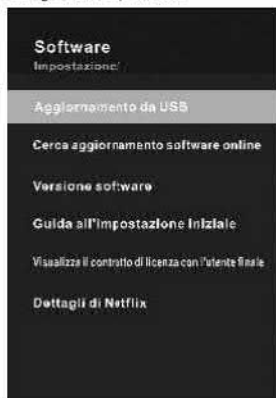 Software
Impostazione/
Aggiornamento da USB
Cerca aggiornamento software online
Versione software
Guida all'impostazione Iniziale
Visualizza il contratto di licenza con l'utente finale
Dettagli di Netflix